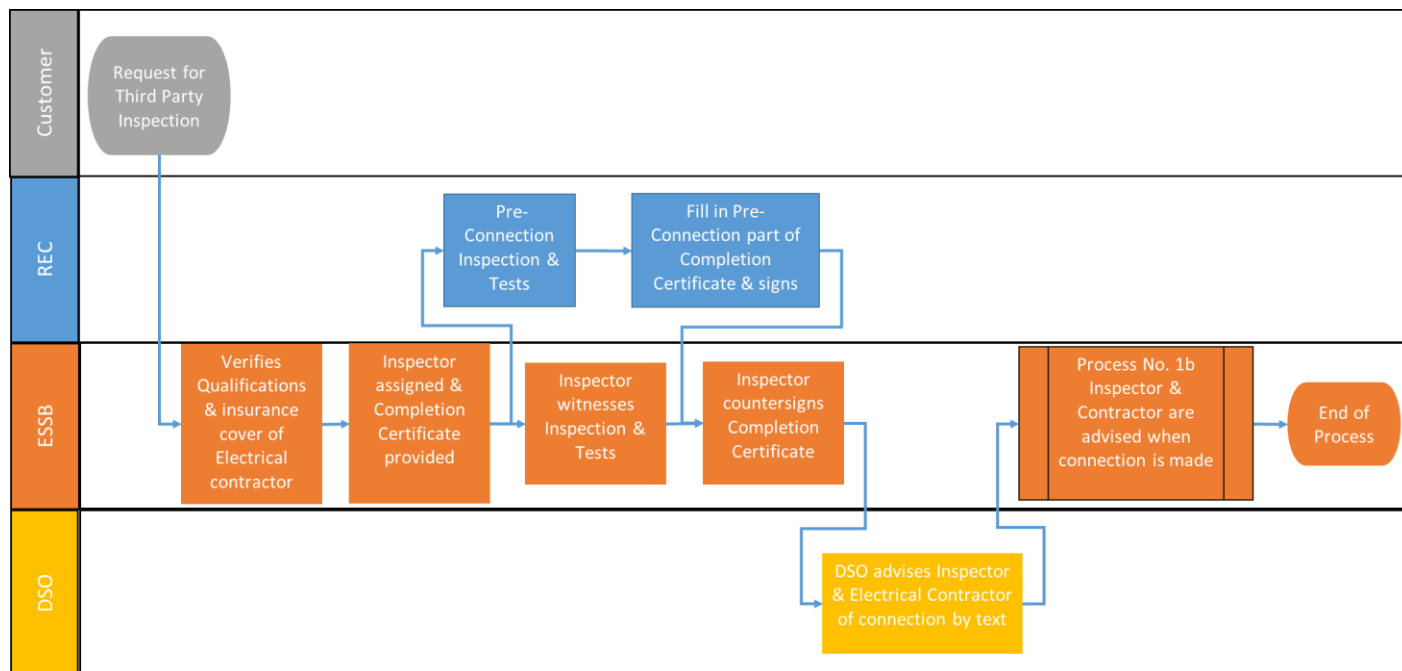 Customer
Request for
Third Party
Inspection
REC
Pre-
Connection
Inspection &
Tests
Fill in Pre-
Connection part of
Completion
Certificate & signs
ESSB
Verifies
Qualifications
& insurance
cover of
Electrical
contractor
Inspector
assigned &
Completion
Certificate
provided
Inspector
witnesses
Inspection &
Tests
Inspector
countersigns
Completion
Certificate
Process No. 1b
Inspector &
Contractor are
advised when
connection is made
End of
Process
DSO
DSO advises Inspector
& Electrical Contractor
of connection by text